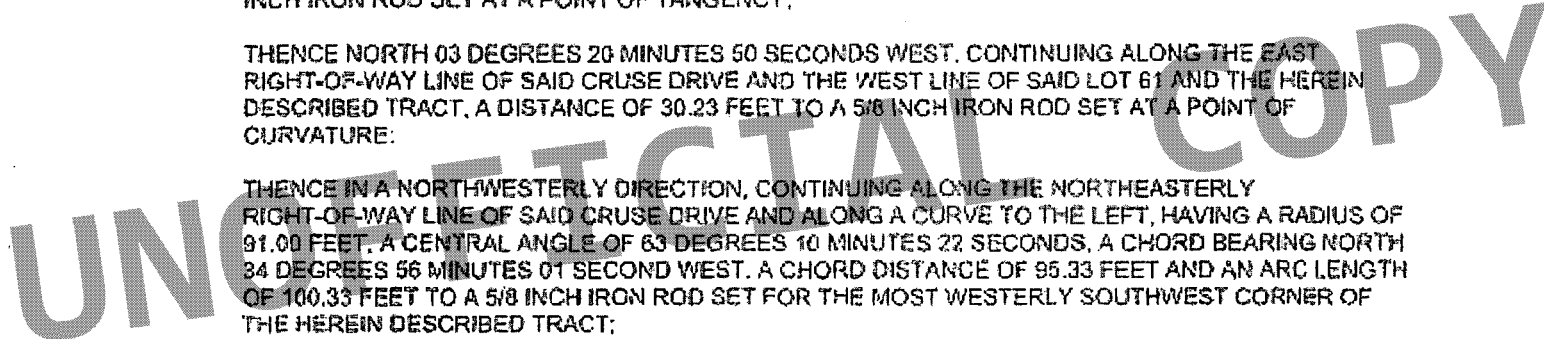 INCH IRON ROD SET AT A POINT OF TANGENCY;
THENCE NORTH 03 DEGREES 20 MINUTES 50 SECONDS WEST, CONTINUING ALONG THE EAST
RIGHT-OF-WAY LINE OF SAID CRUSE DRIVE AND THE WEST LINE OF SAID LOT 61 AND THE HEREIN
DESCRIBED TRACT, A DISTANCE OF 30.23 FEET TO A 5/8 INCH IRON ROD SET AT A POINT OF
CURVATURE:
THENCE IN A NORTHWESTERLY DIRECTION, CONTINUING ALONG THE NORTHEASTERLY
RIGHT-OF-WAY LINE OF SAID CRUSE DRIVE AND ALONG A CURVE TO THE LEFT, HAVING A RADIUS OF
91.00 FEET, A CENTRAL ANGLE OF 63 DEGREES 10 MINUTES 22 SECONDS, A CHORD BEARING NORTH
34 DEGREES 56 MINUTES 01 SECOND WEST, A CHORD DISTANCE OF 95.33 FEET AND AN ARC LENGTH
OF 100.33 FEET TO A 5/8 INCH IRON ROD SET FOR THE MOST WESTERLY SOUTHWEST CORNER OF
THE HEREIN DESCRIBED TRACT;
UNOFFICIAL COPY